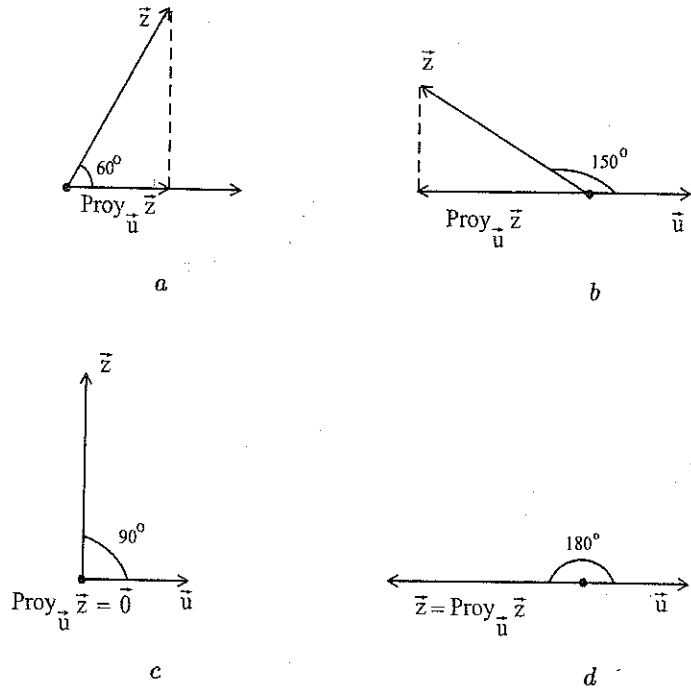 z⃗
60°
Proy_u⃗ z⃗
a
z⃗
150°
Proy_u⃗ z⃗
u⃗
b
z⃗
90°
Proy_u⃗ z⃗ = 0⃗
u⃗
c
180°
z⃗ = Proy_u⃗ z⃗
u⃗
d